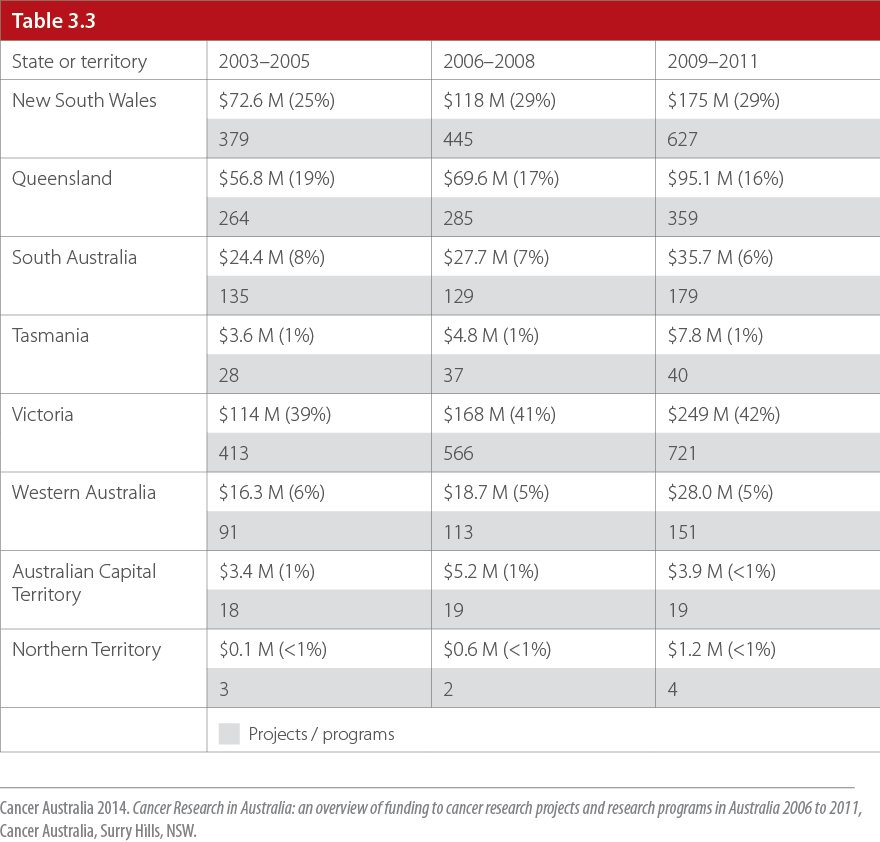 Table 3.3
State or territory 2003–2005 2006–2008 2009–2011
New South Wales $72.6 M (25%) $118 M (29%) $175 M (29%)
379 445 627
Queensland $56.8 M (19%) $69.6 M (17%) $95.1 M (16%)
264 285 359
South Australia $24.4 M (8%) $27.7 M (7%) $35.7 M (6%)
135 129 179
Tasmania $3.6 M (1%) $4.8 M (1%) $7.8 M (1%)
28 37 40
Victoria $114 M (39%) $168 M (41%) $249 M (42%)
413 566 721
Western Australia $16.3 M (6%) $18.7 M (5%) $28.0 M (5%)
91 113 151
Australian Capital $3.4 M (1%) $5.2 M (1%) $3.9 M (<1%)
Territory
18 19 19
Northern Territory $0.1 M (<1%) $0.6 M (<1%) $1.2 M (<1%)
3 2 4
Projects / programs
Cancer Australia 2014. Cancer Research in Australia: an overview of funding to cancer research projects and research programs in Australia 2006 to 2011,
Cancer Australia, Surry Hills, NSW.